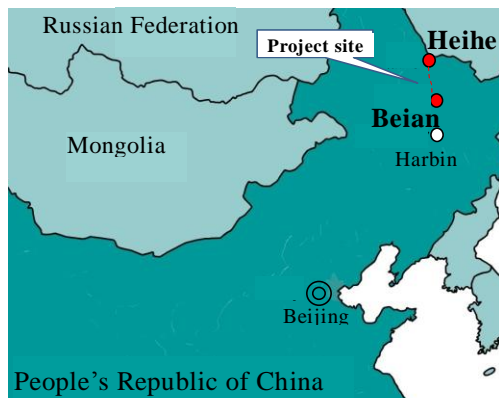 Russian Federation
Project site
Heihe
Beian
Mongolia
Harbin
Beijing
People's Republic of China